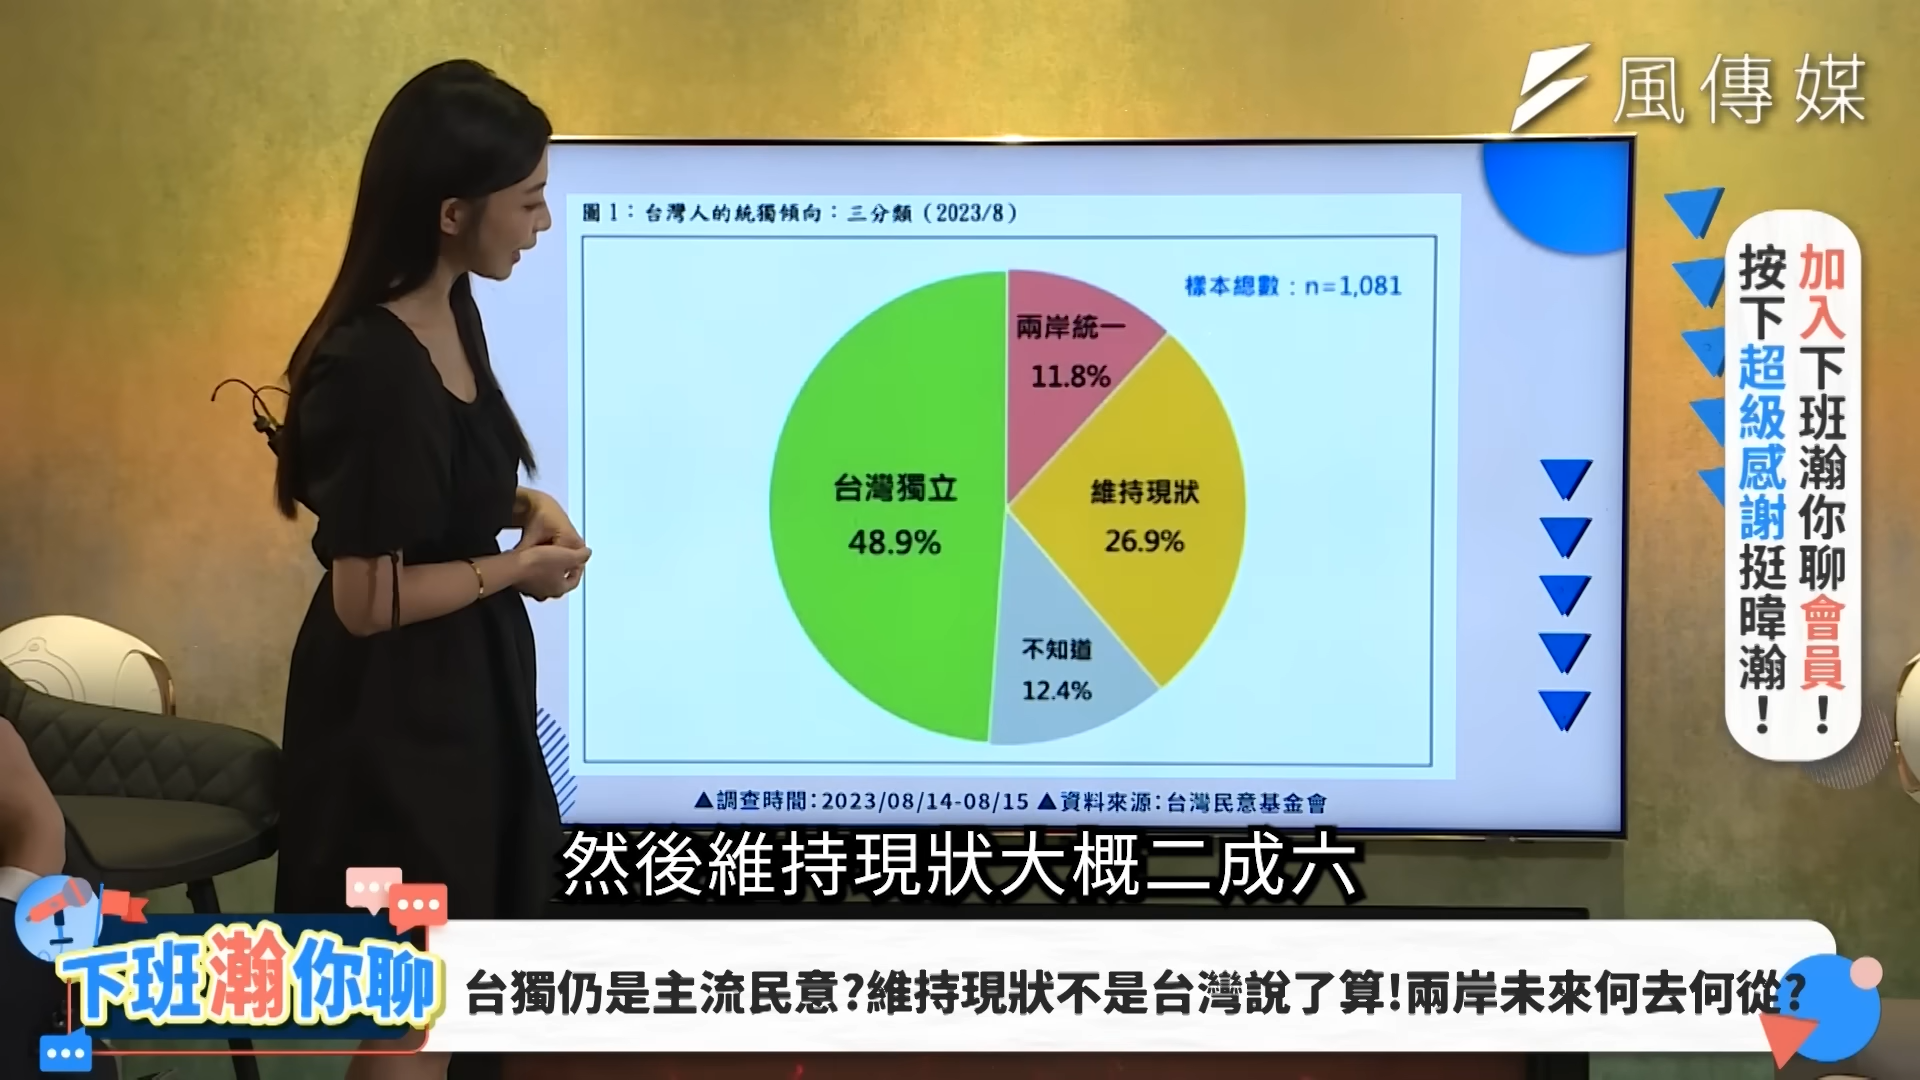 風傳媒
圖1：台灣人的統獨傾向：三分類（2023/8）
樣本總數：n=1,081
兩岸統一
11.8%
台灣獨立
48.9%
維持現狀
26.9%
不知道
12.4%
▲調查時間：2023/08/14-08/15 ▲資料來源：台灣民意基金會
加入下班瀚你聊會員！
按下超級感謝挺暐瀚！
然後維持現狀大概二成六
下班瀚你聊
台獨仍是主流民意?維持現狀不是台灣說了算!兩岸未來何去何從?